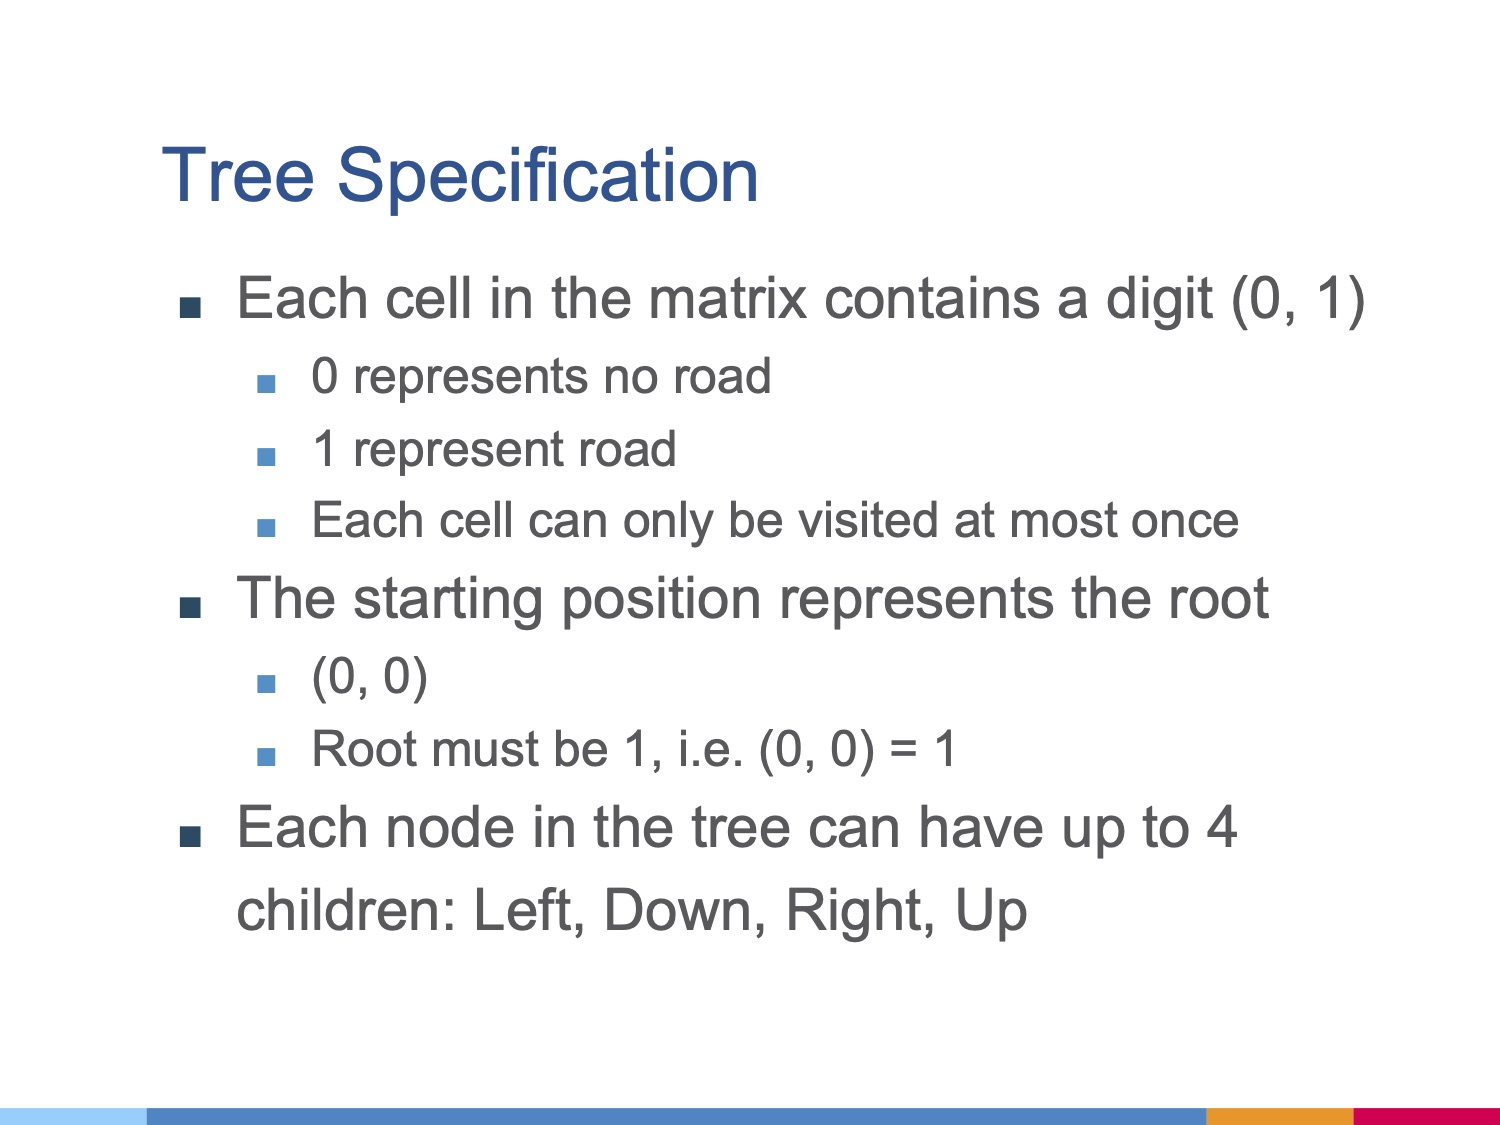 Tree Specification
Each cell in the matrix contains a digit (0, 1)
0 represents no road
1 represent road
Each cell can only be visited at most once
The starting position represents the root
(0, 0)
Root must be 1, i.e. (0, 0) = 1
Each node in the tree can have up to 4
children: Left, Down, Right, Up